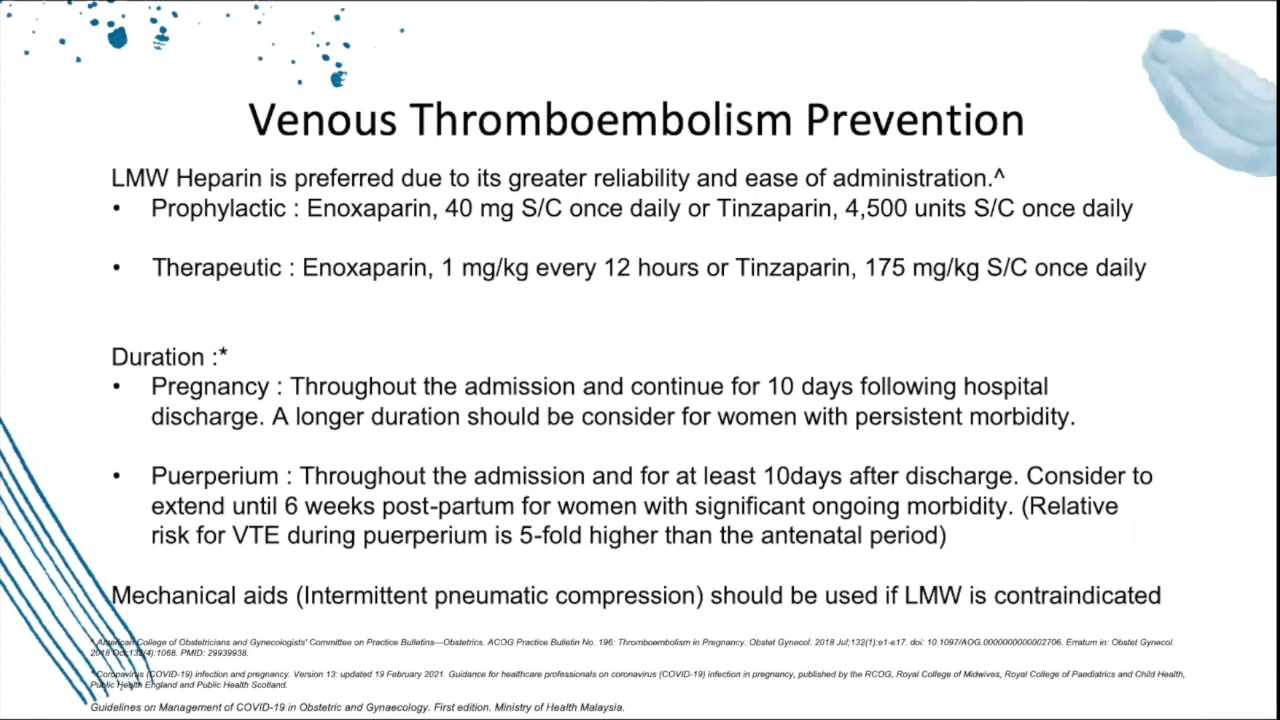 Venous Thromboembolism Prevention
LMW Heparin is preferred due to its greater reliability and ease of administration.^
• Prophylactic : Enoxaparin, 40 mg S/C once daily or Tinzaparin, 4,500 units S/C once daily
• Therapeutic : Enoxaparin, 1 mg/kg every 12 hours or Tinzaparin, 175 mg/kg S/C once daily
Duration :*
• Pregnancy : Throughout the admission and continue for 10 days following hospital
discharge. A longer duration should be consider for women with persistent morbidity.
• Puerperium : Throughout the admission and for at least 10days after discharge. Consider to
extend until 6 weeks post-partum for women with significant ongoing morbidity. (Relative
risk for VTE during puerperium is 5-fold higher than the antenatal period)
Mechanical aids (Intermittent pneumatic compression) should be used if LMW is contraindicated
^ American College of Obstetricians and Gynecologists' Committee on Practice Bulletins—Obstetrics. ACOG Practice Bulletin No. 196: Thromboembolism in Pregnancy. Obstet Gynecol. 2018 Jul;132(1):e1-e17. doi: 10.1097/AOG.0000000000002706. Erratum in: Obstet Gynecol.
2018 Oct;132(4):1068. PMID: 29939938.
* Coronavirus (COVID-19) infection and pregnancy. Version 13: updated 19 February 2021. Guidance for healthcare professionals on coronavirus (COVID-19) infection in pregnancy, published by the RCOG, Royal College of Midwives, Royal College of Paediatrics and Child Health,
Public Health England and Public Health Scotland.
Guidelines on Management of COVID-19 in Obstetric and Gynaecology. First edition. Ministry of Health Malaysia.